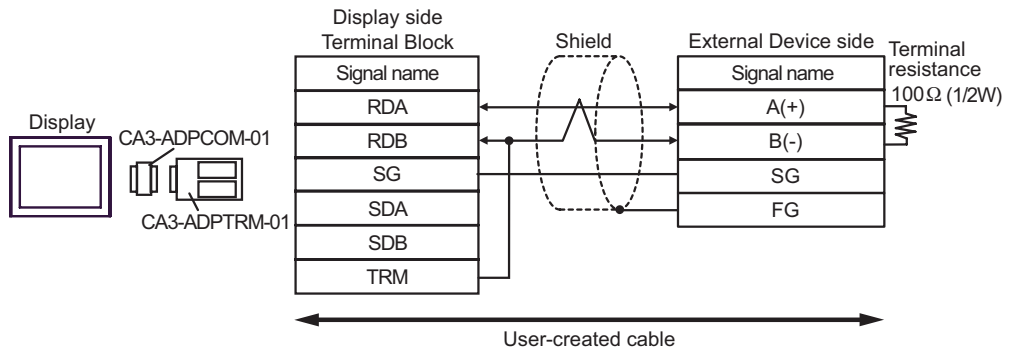 Display side
Terminal Block
Shield
External Device side
Terminal
resistance
100Ω (1/2W)
Signal name
Signal name
RDA
A(+)
Display
CA3-ADPCOM-01
RDB
B(-)
SG
SG
CA3-ADPTRM-01
SDA
FG
SDB
TRM
User-created cable